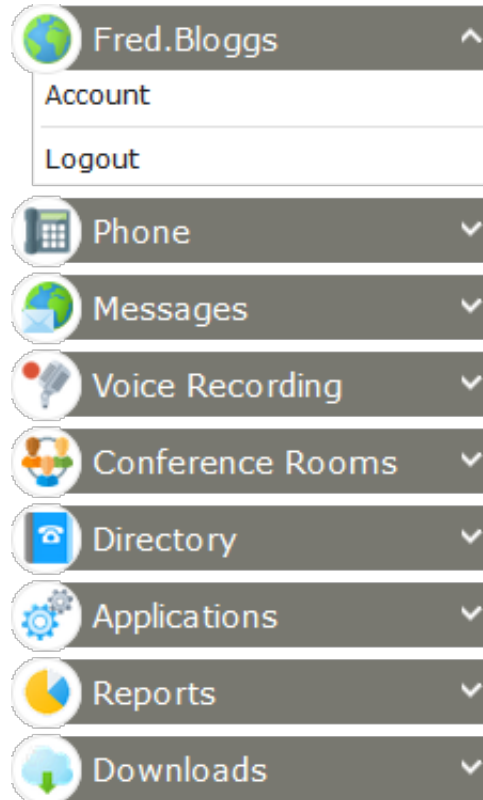 Fred.Bloggs
Account
Logout
Phone
Messages
Voice Recording
Conference Rooms
Directory
Applications
Reports
Downloads